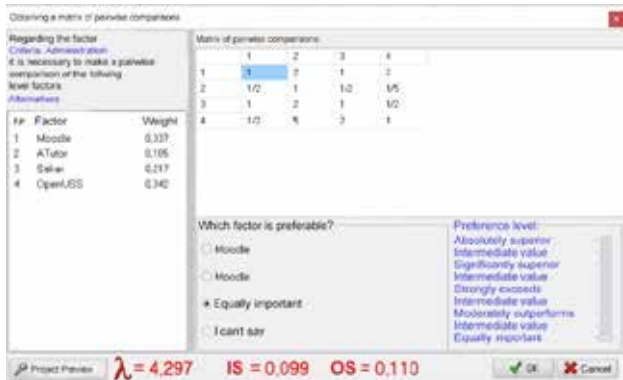 Obtaining a matrix of pairwise comparisons
Regarding the factor
Criteria: Administration
it is necessary to make a pairwise
comparison of the following
level factors
Alternatives
Factor Weight
1 Moodle 0,337
2 ATutor 0,105
3 Sakai 0,217
4 OpenUSS 0,342
Matrix of pairwise comparisons
1 2 3 4
1 1 2 1 2
2 1/2 1 1/2 1/5
3 1 2 1 1/2
4 1/2 5 2 1
Which factor is preferable?
Moodle
Moodle
Equally important
I can't say
Preference level:
Absolutely superior
Intermediate value
Significantly superior
Intermediate value
Strongly exceeds
Intermediate value
Moderately outperforms
Intermediate value
Equally important
Project Preview
λ = 4,297 IS = 0,099 OS = 0,110
OK
Cancel